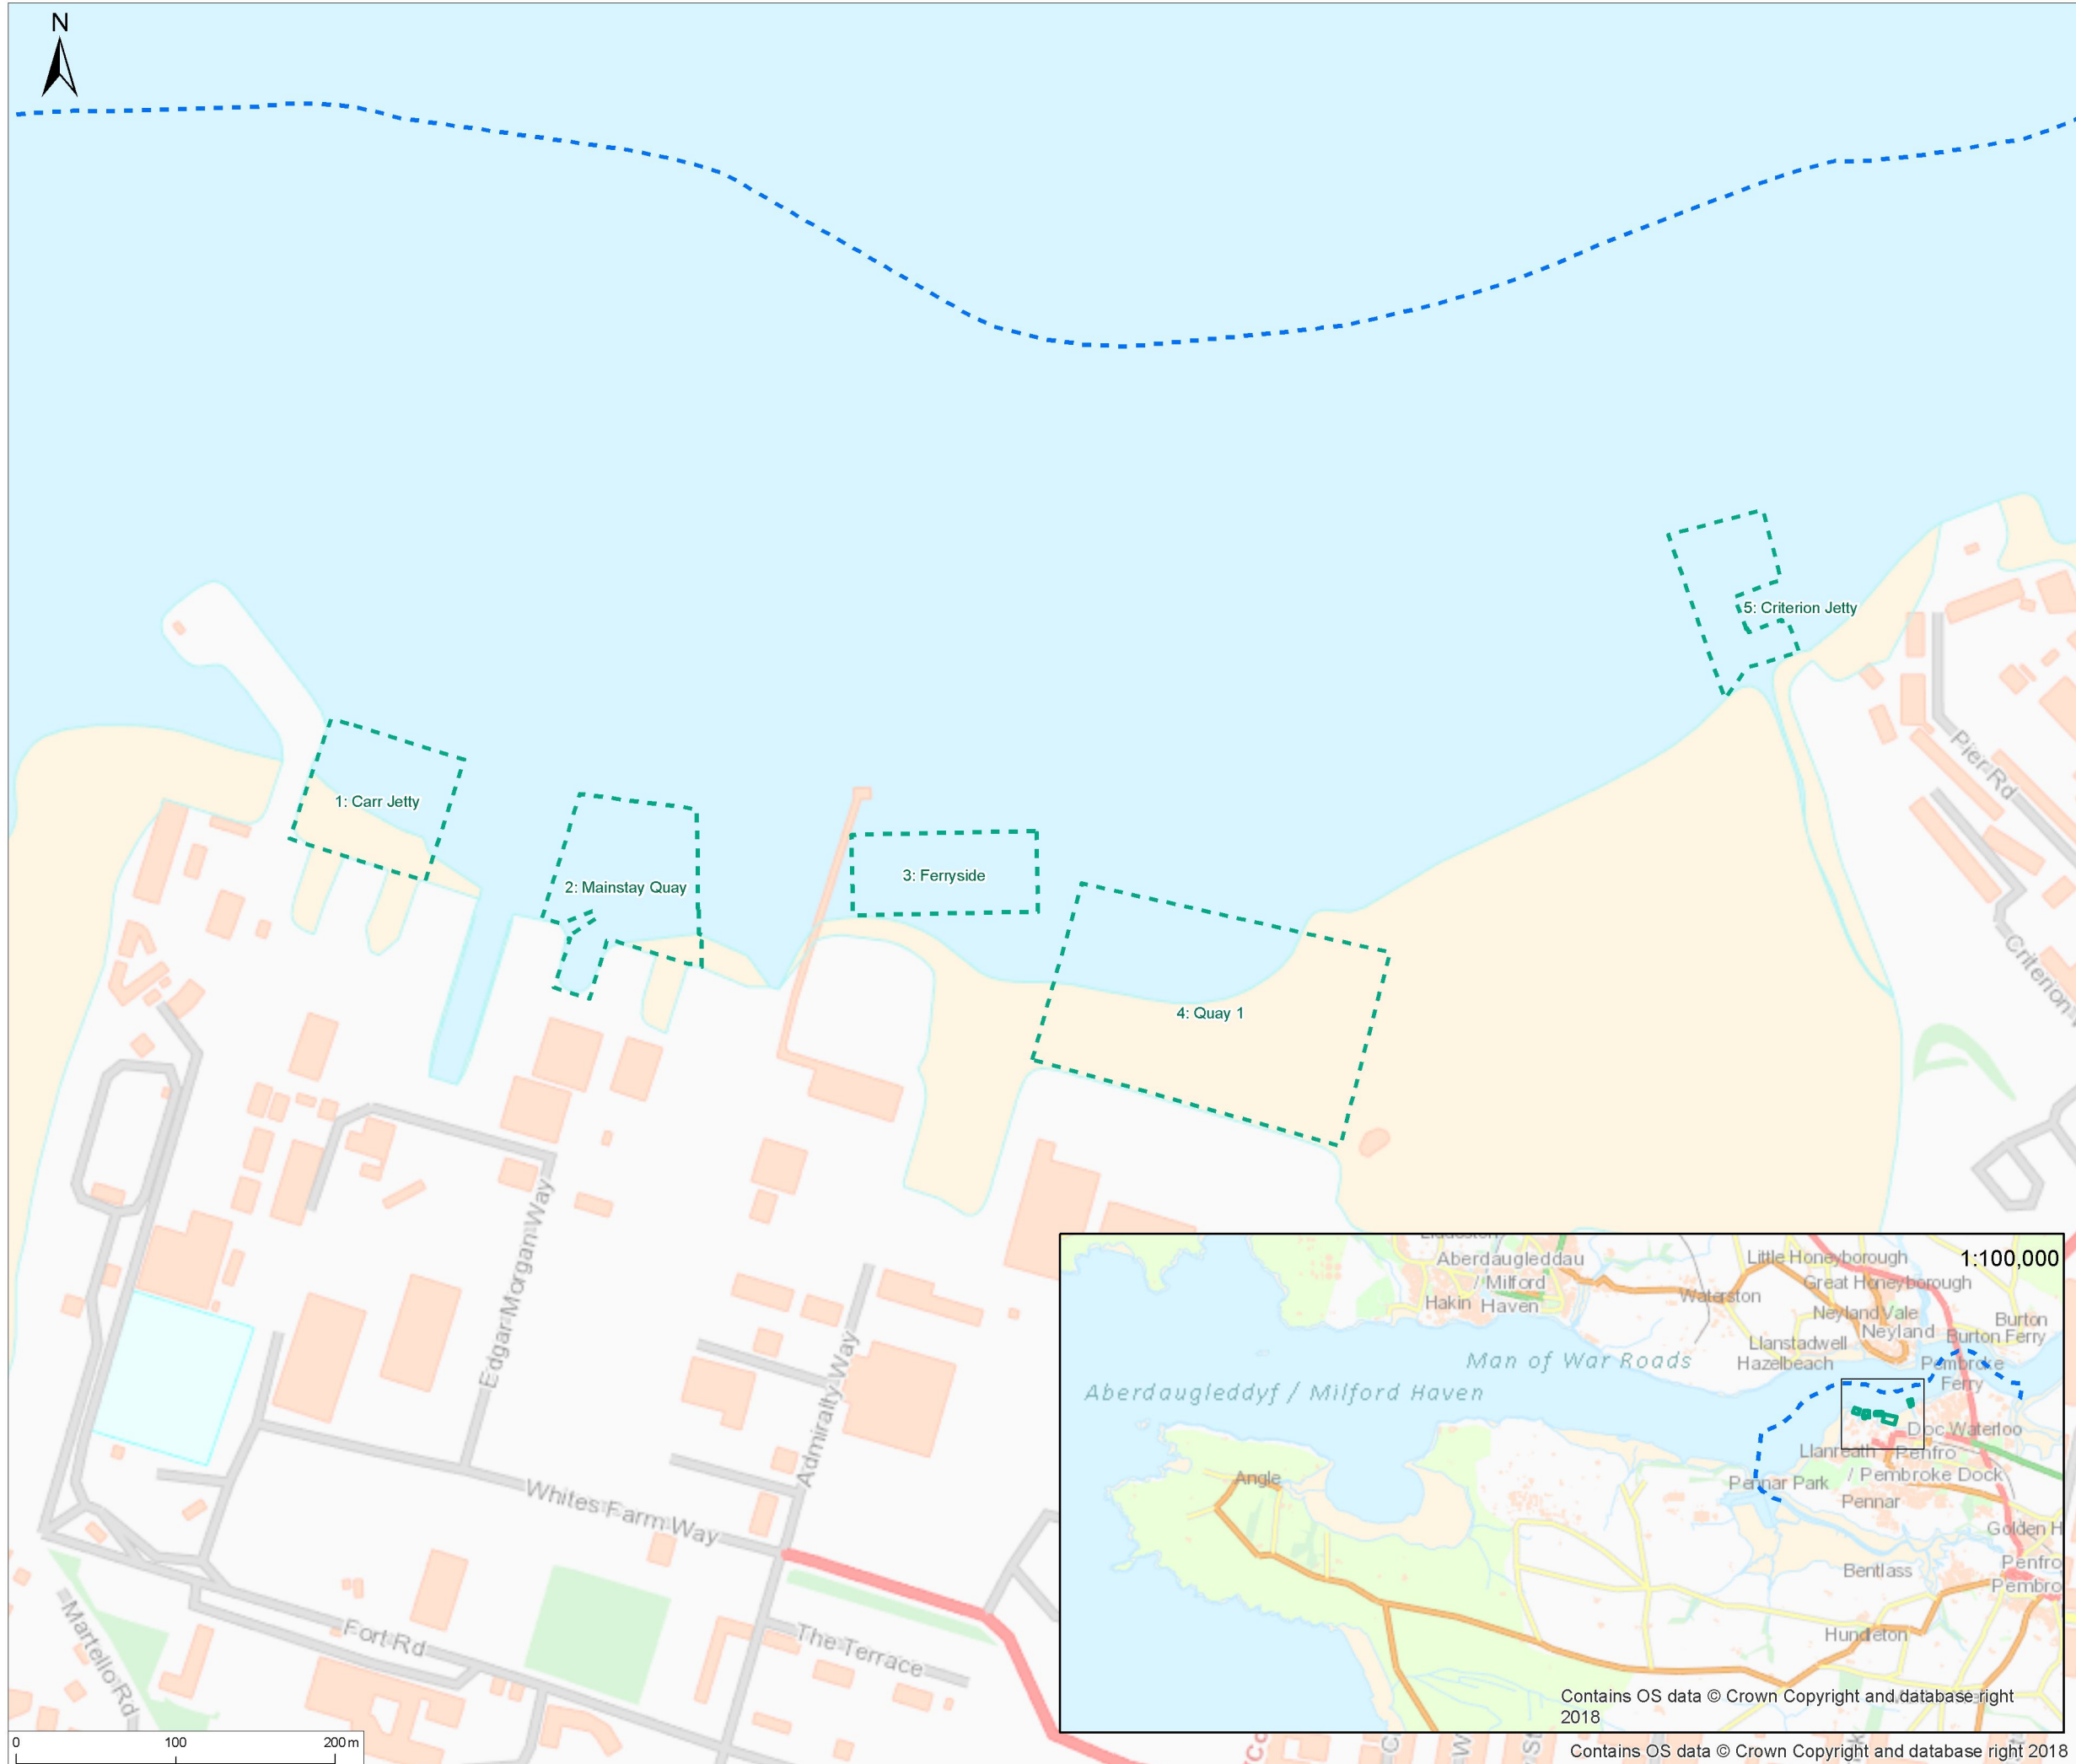 N
5: Criterion Jetty
Pier Rd
1: Carr Jetty
2: Mainstay Quay
3: Ferryside
4: Quay 1
Edgar Morgan Way
Admiralty Way
Whites Farm Way
Fort Rd
The Terrace
Martello Rd
0 100 200 m
1:100,000
Aberdaugleddau
/ Milford
Haven
Hakin
Little Honeyborough
Great Honeyborough
Waterston
Neyland Vale
Neyland
Burton
Burton Ferry
Llanstadwell
Hazelbeach
Pembroke
Ferry
Man of War Roads
Aberdaugleddyf / Milford Haven
Doc
Waterloo
Penfro
/ Pembroke Dock
Llanreath
Pennar Park
Pennar
Angle
Golden H
Bentlass
Penfro
Pembro
Hundleton
Contains OS data © Crown Copyright and database right
2018
Contains OS data © Crown Copyright and database right 2018